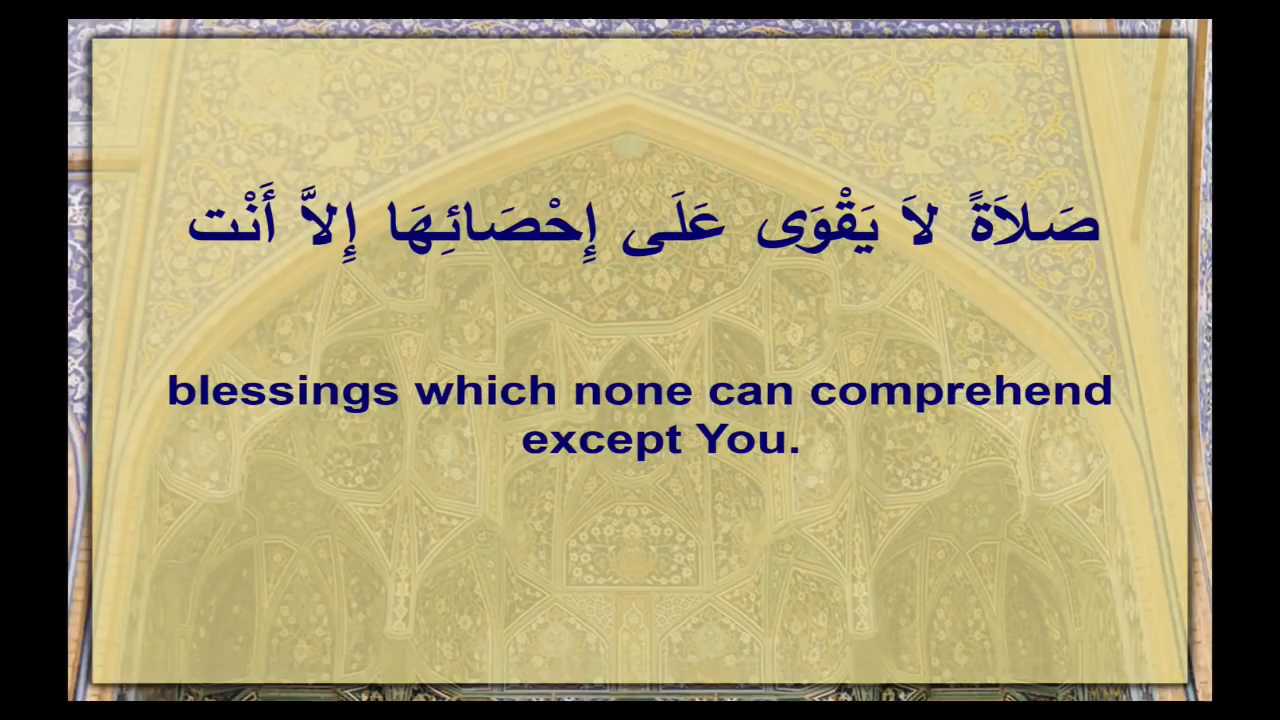 صَلاَةً لاَ يَقْوَى عَلَى إِحْصَائِهَا إِلاَّ أَنْت
blessings which none can comprehend
except You.